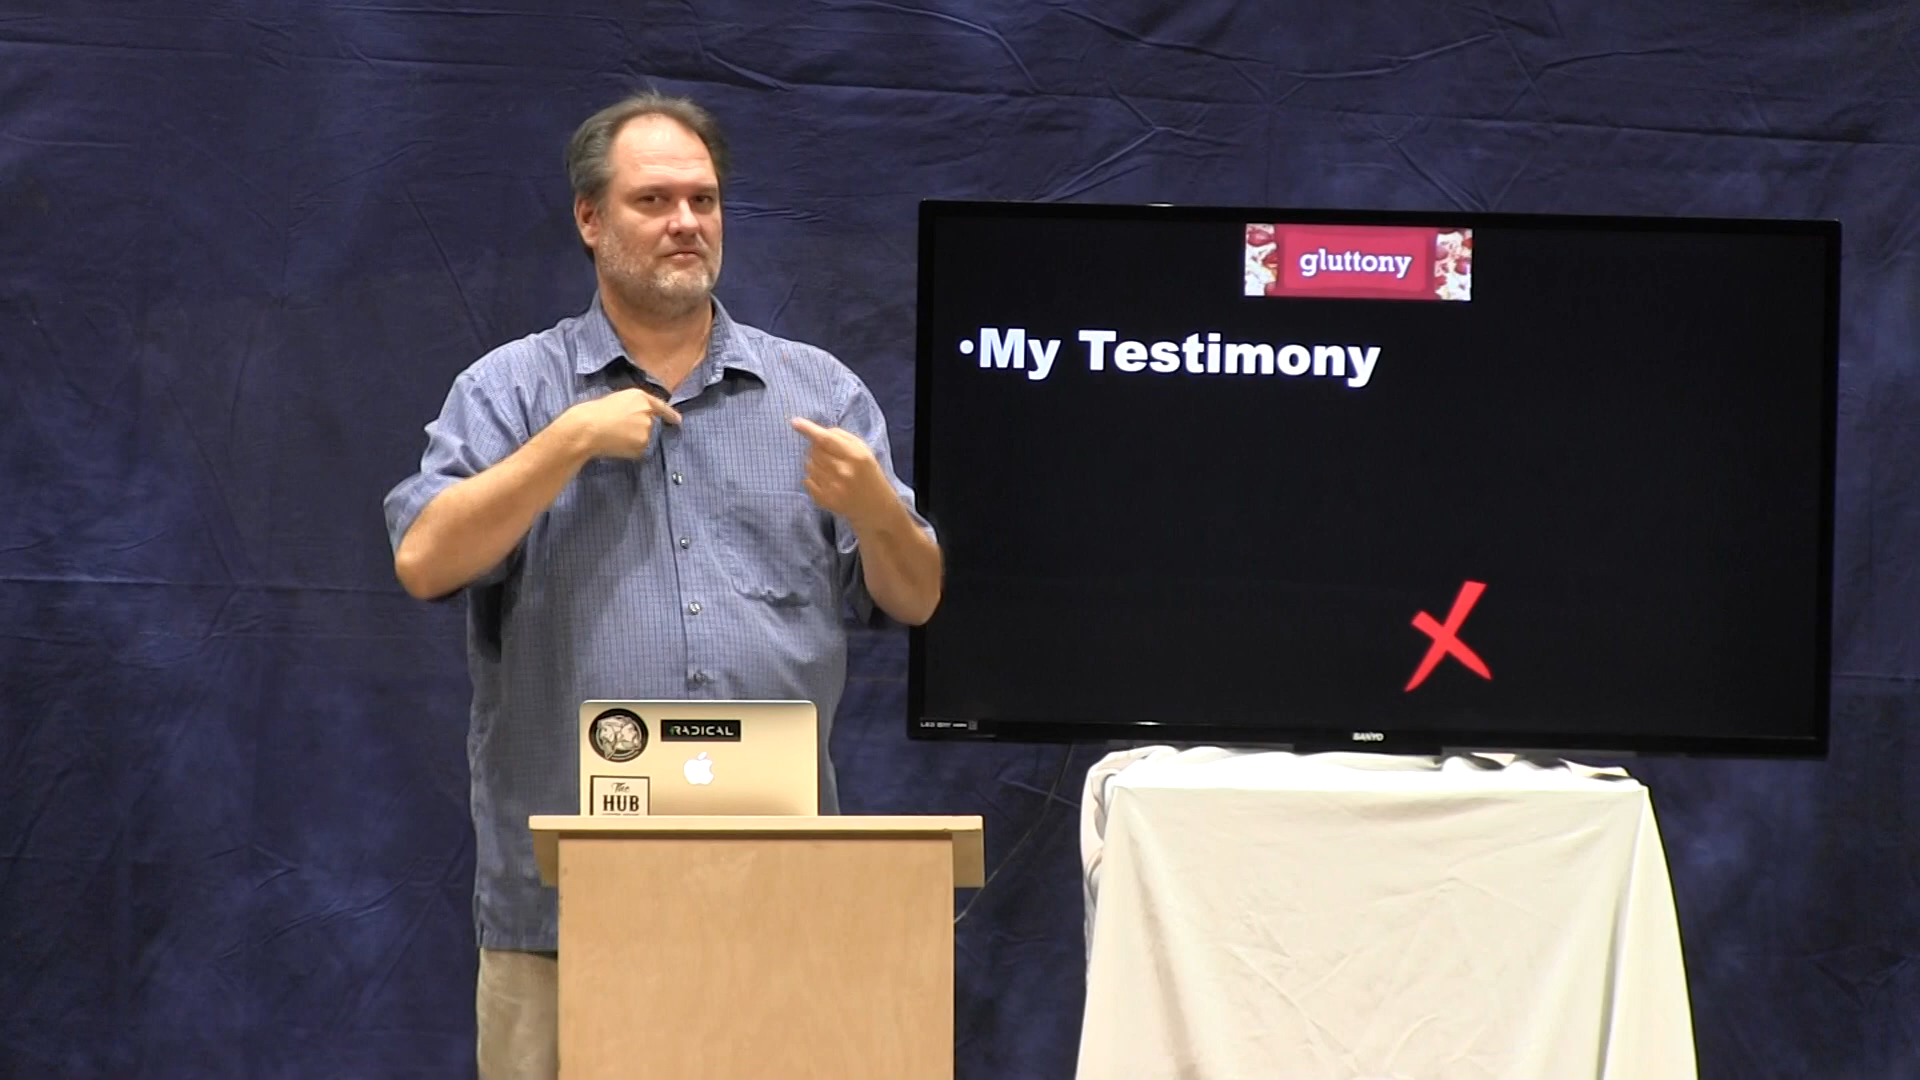 gluttony
•My Testimony
RADICAL
The
HUB
SANYO